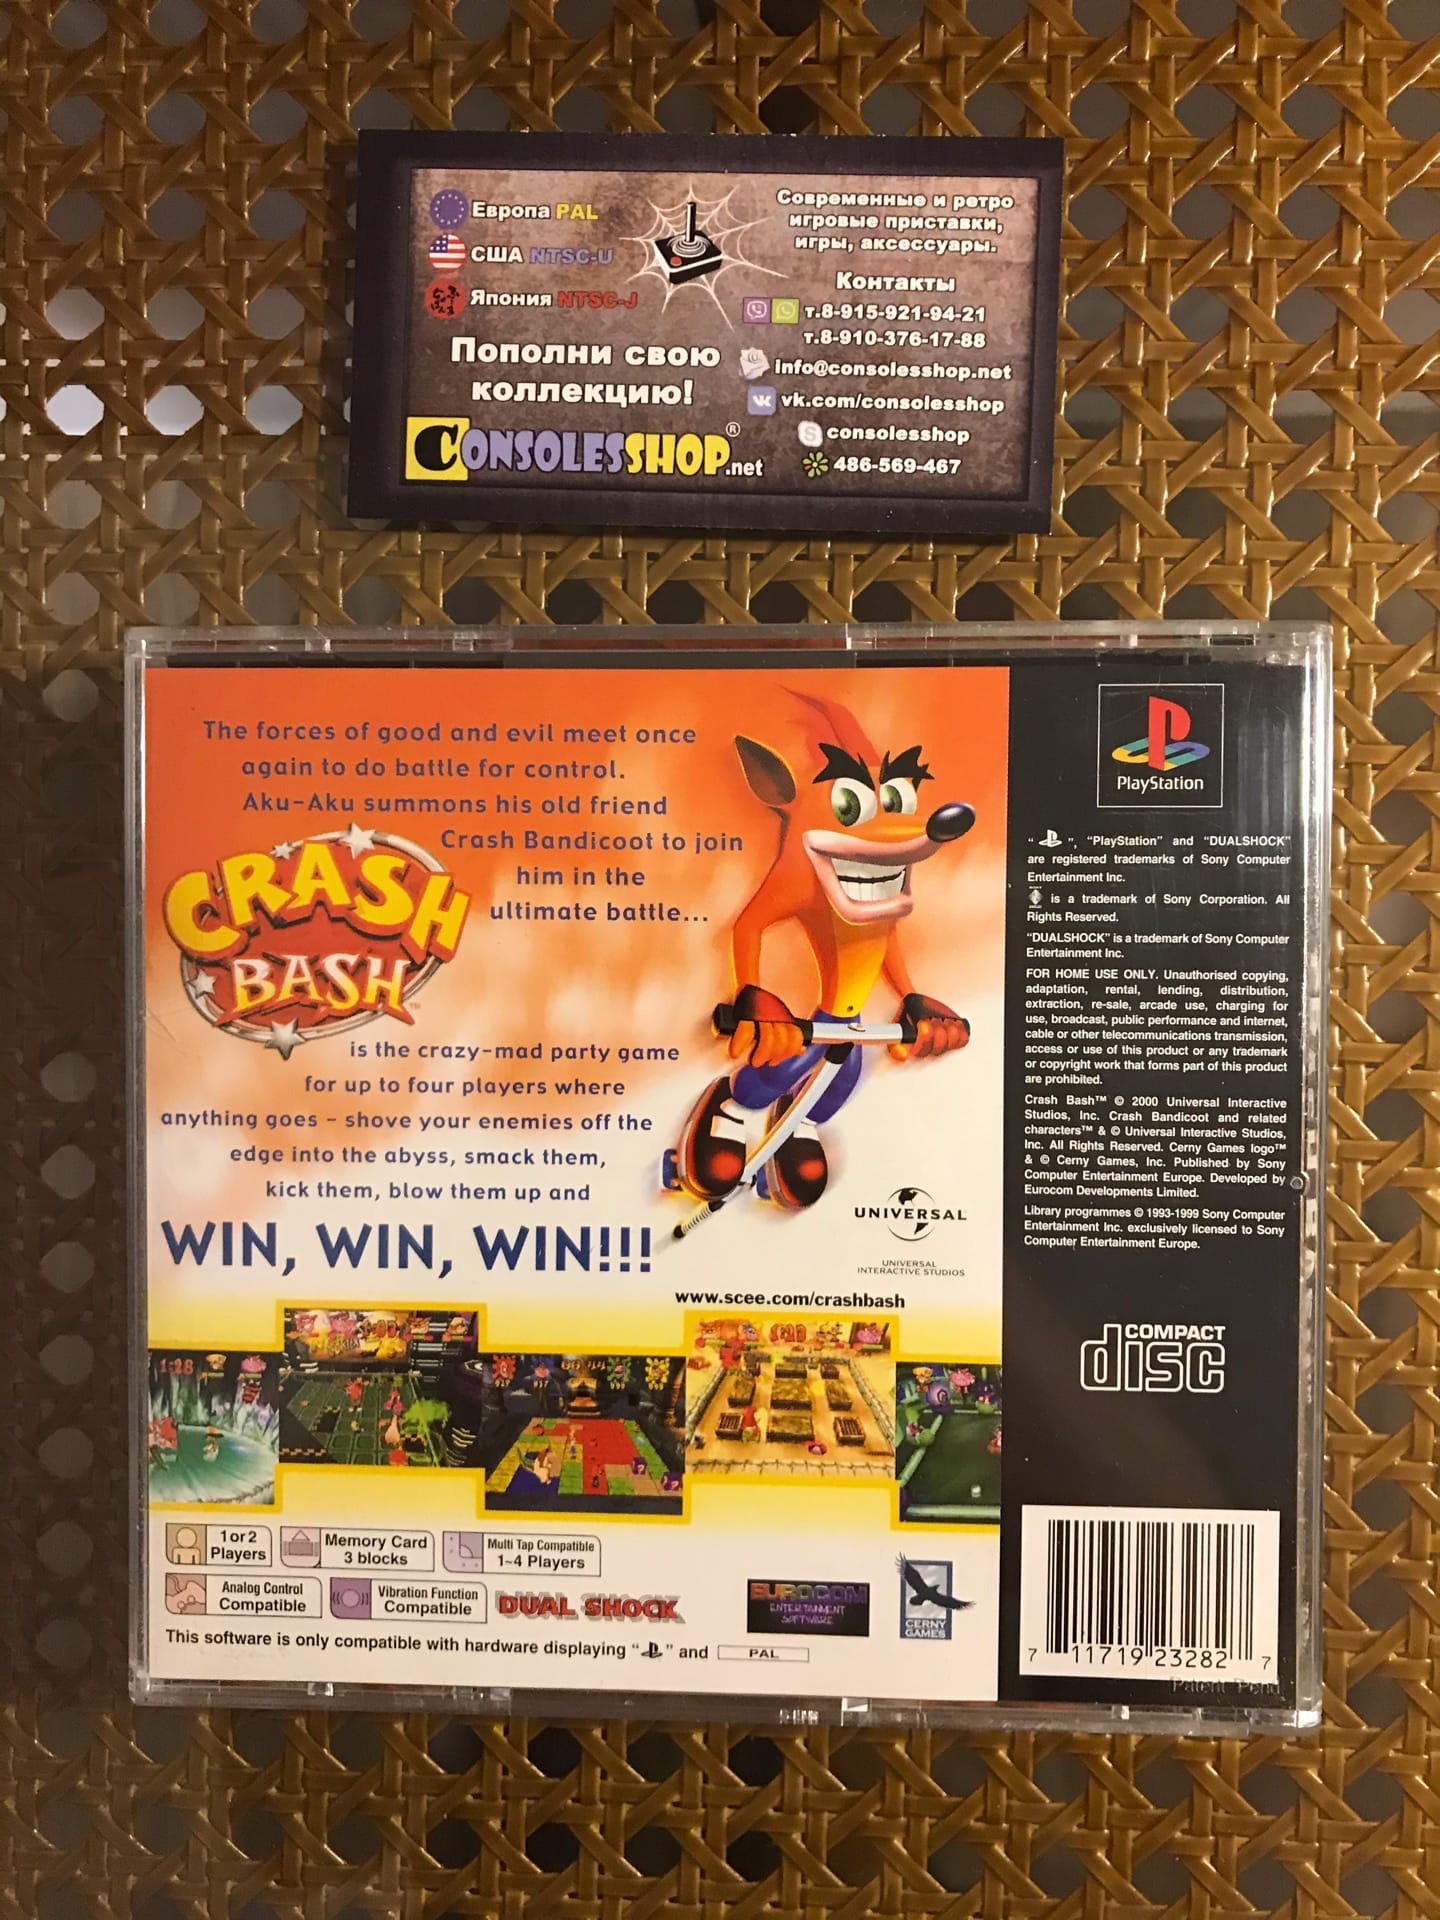 Европа PAL
США NTSC-U
Япония NTSC-J
Пополни свою
коллекцию!
CONSOLESSHOP®.net
Современные и ретро
игровые приставки,
игры, аксессуары.
Контакты
т.8-915-921-94-21
т.8-910-376-17-88
info@consolesshop.net
vk.com/consolesshop
consolesshop
486-569-467
The forces of good and evil meet once
again to do battle for control.
Aku-Aku summons his old friend
Crash Bandicoot to join
him in the
ultimate battle...
CRASH
BASH™
is the crazy-mad party game
for up to four players where
anything goes - shove your enemies off the
edge into the abyss, smack them,
kick them, blow them up and
WIN, WIN, WIN!!!
UNIVERSAL
UNIVERSAL
INTERACTIVE STUDIOS
www.scee.com/crashbash
1:28
1 or 2
Players
Memory Card
3 blocks
Multi Tap Compatible
1~4 Players
Analog Control
Compatible
Vibration Function
Compatible
DUAL SHOCK
EUROCOM
ENTERTAINMENT
SOFTWARE
CERNY
GAMES
This software is only compatible with hardware displaying " " and PAL
PlayStation
" ", "PlayStation" and "DUALSHOCK"
are registered trademarks of Sony Computer
Entertainment Inc.
is a trademark of Sony Corporation. All
Rights Reserved.
"DUALSHOCK" is a trademark of Sony Computer
Entertainment Inc.
FOR HOME USE ONLY. Unauthorised copying,
adaptation, rental, lending, distribution,
extraction, re-sale, arcade use, charging for
use, broadcast, public performance and internet,
cable or other telecommunications transmission,
access or use of this product or any trademark
or copyright work that forms part of this product
are prohibited.
Crash Bash™ © 2000 Universal Interactive
Studios, Inc. Crash Bandicoot and related
characters™ & © Universal Interactive Studios,
Inc. All Rights Reserved. Cerny Games logo™
& © Cerny Games, Inc. Published by Sony
Computer Entertainment Europe. Developed by
Eurocom Developments Limited.
Library programmes © 1993-1999 Sony Computer
Entertainment Inc. exclusively licensed to Sony
Computer Entertainment Europe.
COMPACT
disc
7 11719 23282 7
Patent Pend